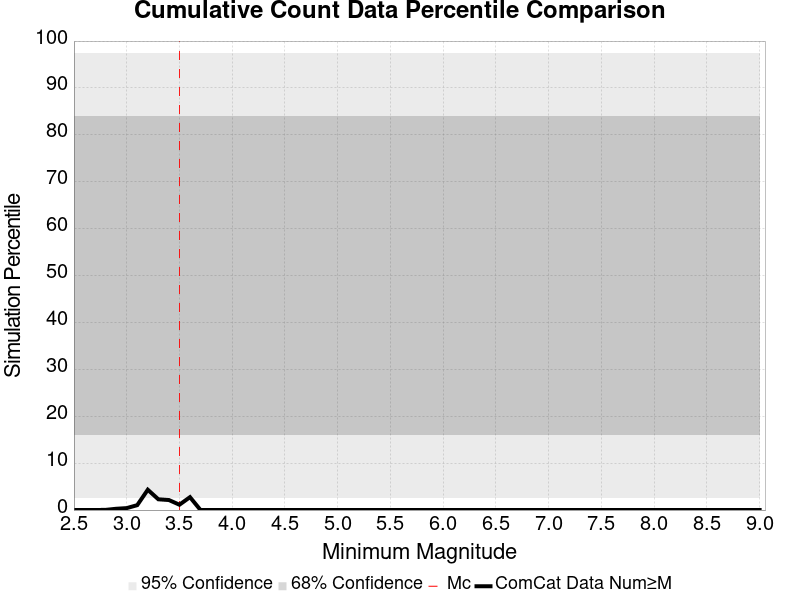 Cumulative Count Data Percentile Comparison
100
90
80
70
60
50
40
30
20
10
0
Simulation Percentile
2.5 3.0 3.5 4.0 4.5 5.0 5.5 6.0 6.5 7.0 7.5 8.0 8.5 9.0
Minimum Magnitude
95% Confidence 68% Confidence Mc ComCat Data Num≥M